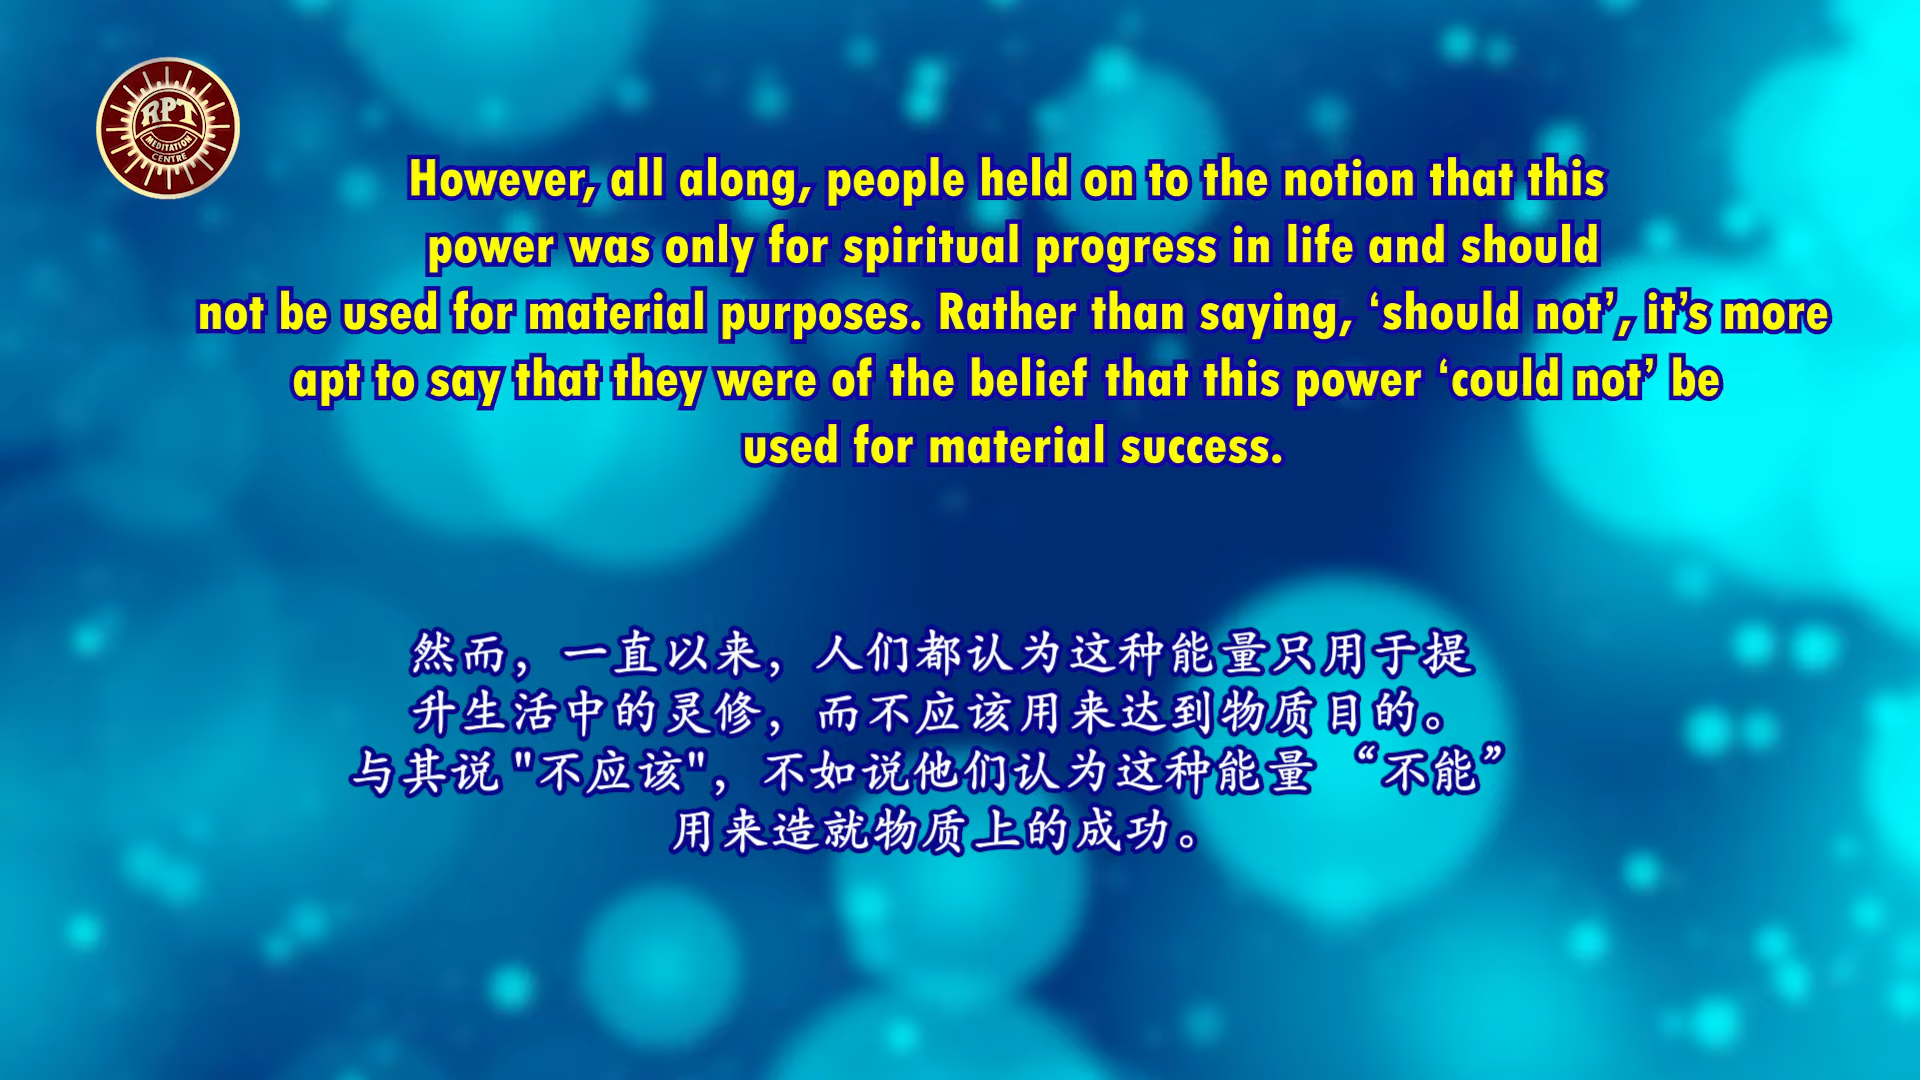 RPT
MEDITATION
CENTRE
However, all along, people held on to the notion that this
power was only for spiritual progress in life and should
not be used for material purposes. Rather than saying, ‘should not’, it’s more
apt to say that they were of the belief that this power ‘could not’ be
used for material success.
然而，一直以来，人们都认为这种能量只用于提
升生活中的灵修，而不应该用来达到物质目的。
与其说 "不应该"，不如说他们认为这种能量 “不能”
用来造就物质上的成功。